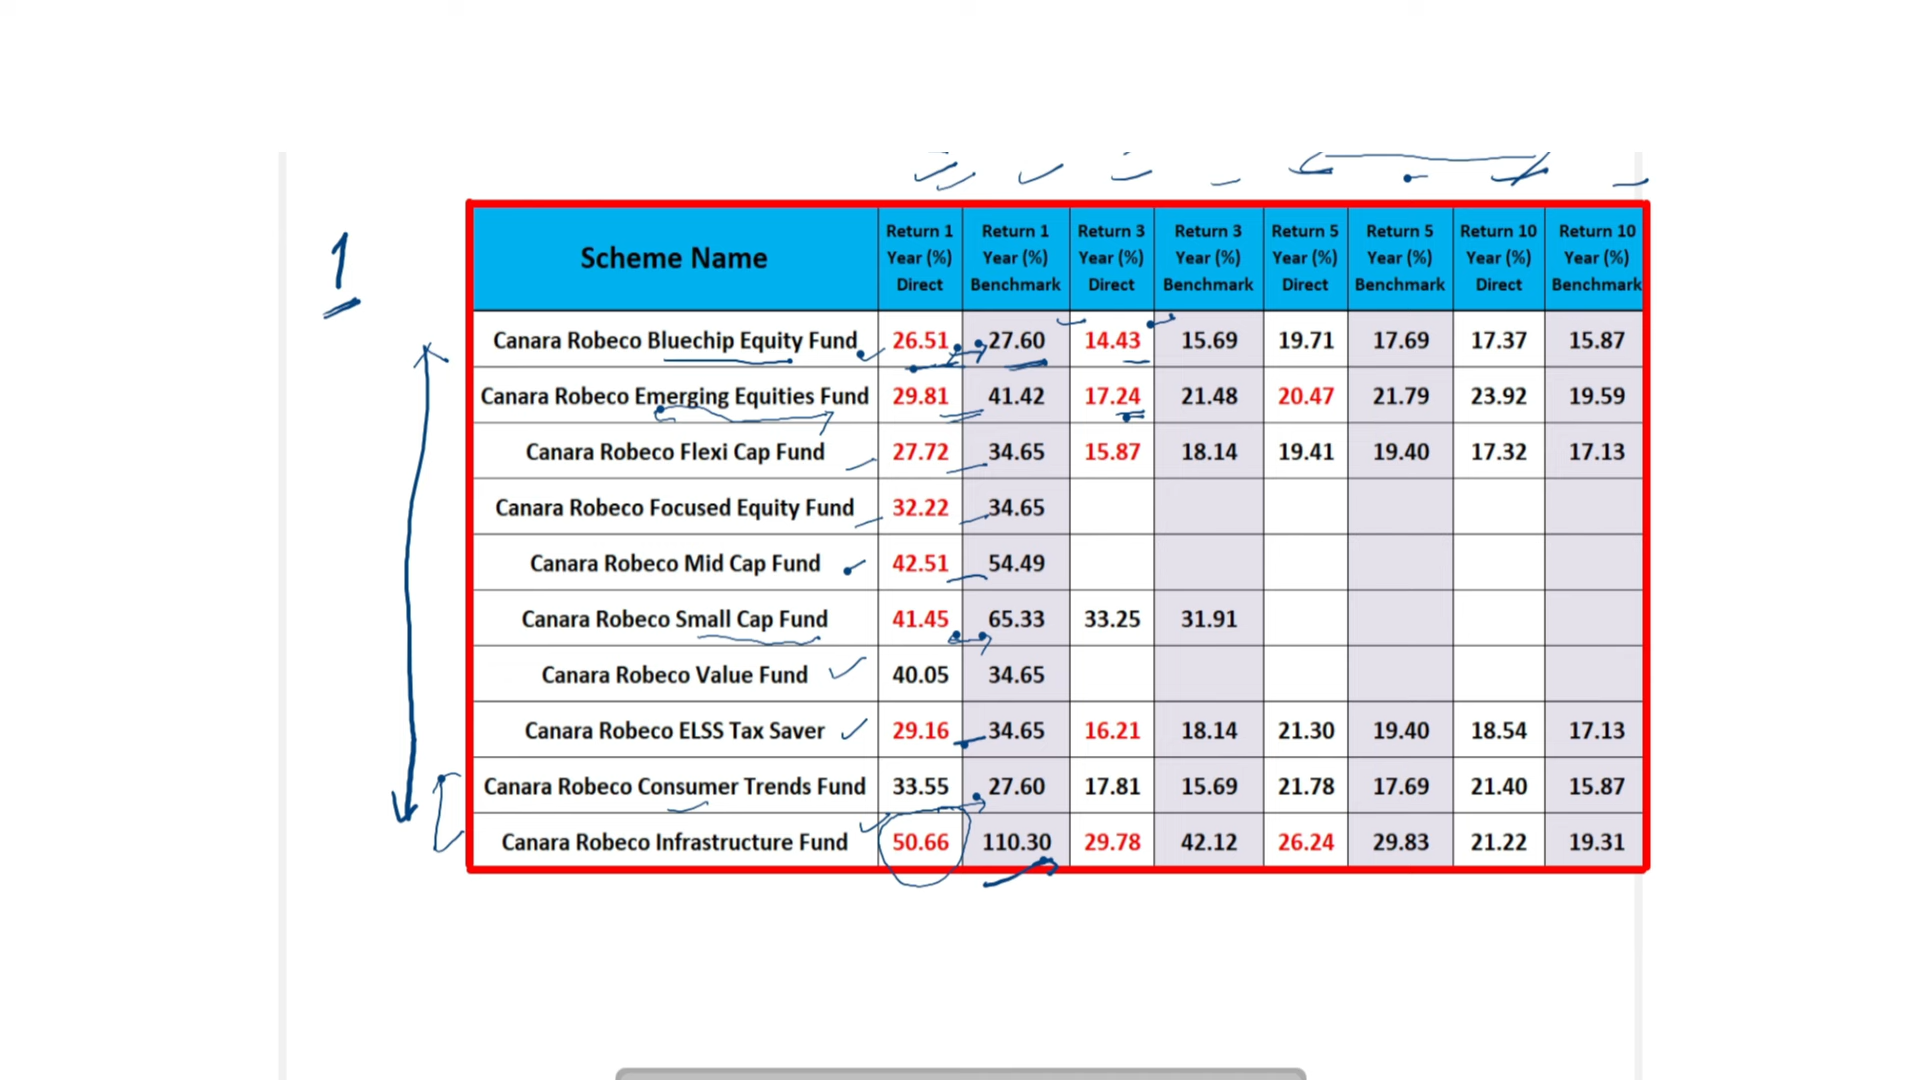 1
Scheme Name Return 1 Year (%) Direct Return 1 Year (%) Benchmark Return 3 Year (%) Direct Return 3 Year (%) Benchmark Return 5 Year (%) Direct Return 5 Year (%) Benchmark Return 10 Year (%) Direct Return 10 Year (%) Benchmark
Canara Robeco Bluechip Equity Fund 26.51 27.60 14.43 15.69 19.71 17.69 17.37 15.87
Canara Robeco Emerging Equities Fund 29.81 41.42 17.24 21.48 20.47 21.79 23.92 19.59
Canara Robeco Flexi Cap Fund 27.72 34.65 15.87 18.14 19.41 19.40 17.32 17.13
Canara Robeco Focused Equity Fund 32.22 34.65
Canara Robeco Mid Cap Fund 42.51 54.49
Canara Robeco Small Cap Fund 41.45 65.33 33.25 31.91
Canara Robeco Value Fund 40.05 34.65
Canara Robeco ELSS Tax Saver 29.16 34.65 16.21 18.14 21.30 19.40 18.54 17.13
Canara Robeco Consumer Trends Fund 33.55 27.60 17.81 15.69 21.78 17.69 21.40 15.87
Canara Robeco Infrastructure Fund 50.66 110.30 29.78 42.12 26.24 29.83 21.22 19.31